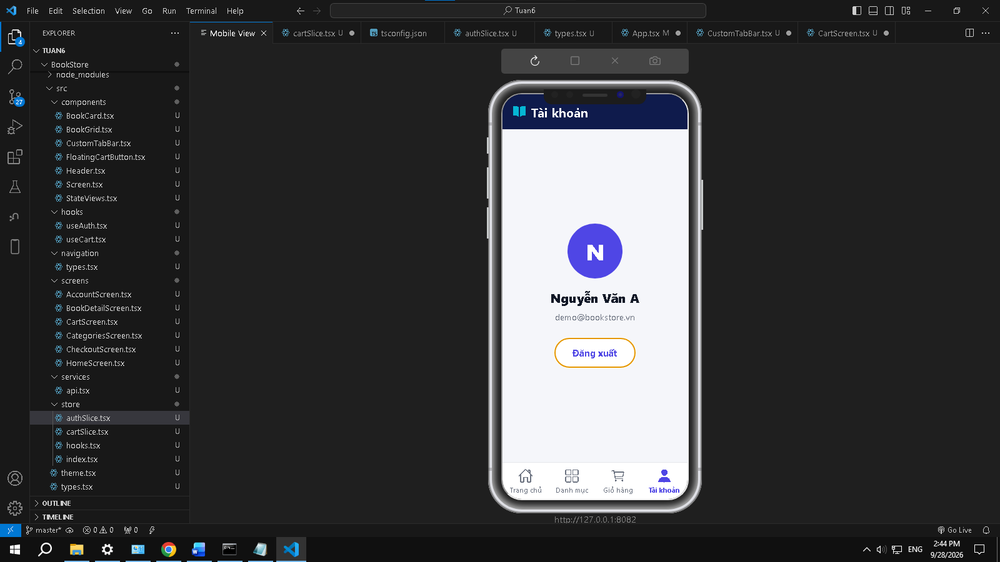 File Edit Selection View Go Run Terminal Help
Tuan6
EXPLORER
Mobile View
cartSlice.tsx U
tsconfig.json
authSlice.tsx U
types.tsx U
App.tsx M
CustomTabBar.tsx U
CartScreen.tsx U
TUAN6
BookStore
node_modules
src
components
BookCard.tsx U
BookGrid.tsx U
CustomTabBar.tsx U
FloatingCartButton.tsx U
Header.tsx U
Screen.tsx U
StateViews.tsx U
hooks
useAuth.tsx U
useCart.tsx U
navigation
types.tsx U
screens
AccountScreen.tsx U
BookDetailScreen.tsx U
CartScreen.tsx U
CategoriesScreen.tsx U
CheckoutScreen.tsx U
HomeScreen.tsx U
services
api.tsx U
store
authSlice.tsx U
cartSlice.tsx U
hooks.tsx U
index.tsx U
theme.tsx U
types.tsx U
OUTLINE
TIMELINE
4
27
Tài khoản
N
Nguyễn Văn A
demo@bookstore.vn
Đăng xuất
Trang chủ
Danh mục
Giỏ hàng
Tài khoản
http://127.0.0.1:8082
master*
0 0
0
Go Live
ENG
2:44 PM
9/28/2026